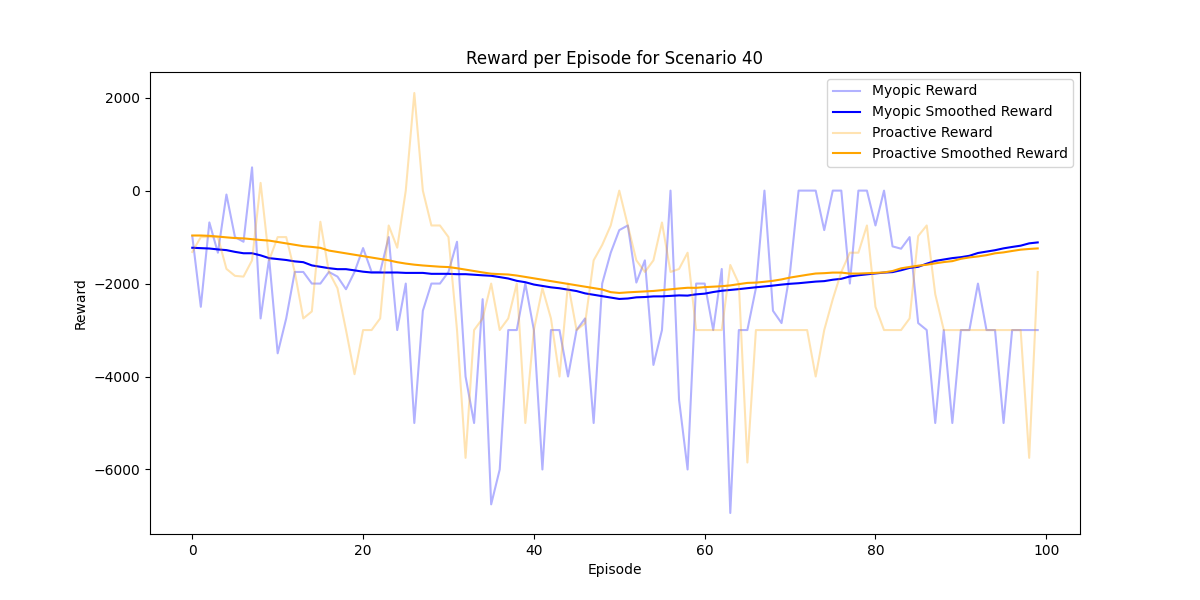 Reward per Episode for Scenario 40
Myopic Reward
Myopic Smoothed Reward
Proactive Reward
Proactive Smoothed Reward
Reward
2000
0
−2000
−4000
−6000
0 20 40 60 80 100
Episode